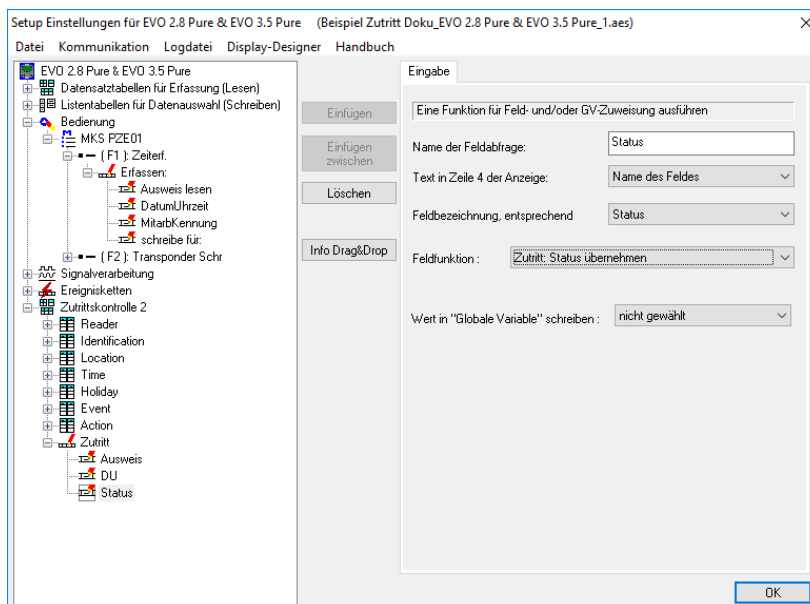 Setup Einstellungen für EVO 2.8 Pure & EVO 3.5 Pure (Beispiel Zutritt Doku_EVO 2.8 Pure & EVO 3.5 Pure_1.aes)
Datei Kommunikation Logdatei Display-Designer Handbuch
EVO 2.8 Pure & EVO 3.5 Pure
Datensatztabellen für Erfassung (Lesen)
Listentabellen für Datenauswahl (Schreiben)
Bedienung
MKS PZE01
( F1 ): Zeiterf.
Erfassen:
Ausweis lesen
DatumUhrzeit
MitarbKennung
schreibe für:
( F2 ): Transponder Schr
Signalverarbeitung
Ereignisketten
Zutrittskontrolle 2
Reader
Identification
Location
Time
Holiday
Event
Action
Zutritt
Ausweis
DU
Status
Einfügen
Einfügen
zwischen
Löschen
Info Drag&Drop
Eingabe
Eine Funktion für Feld- und/oder GV-Zuweisung ausführen
Name der Feldabfrage: Status
Text in Zeile 4 der Anzeige: Name des Feldes
Feldbezeichnung, entsprechend Status
Feldfunktion : Zutritt: Status übernehmen
Wert in "Globale Variable" schreiben : nicht gewählt
OK